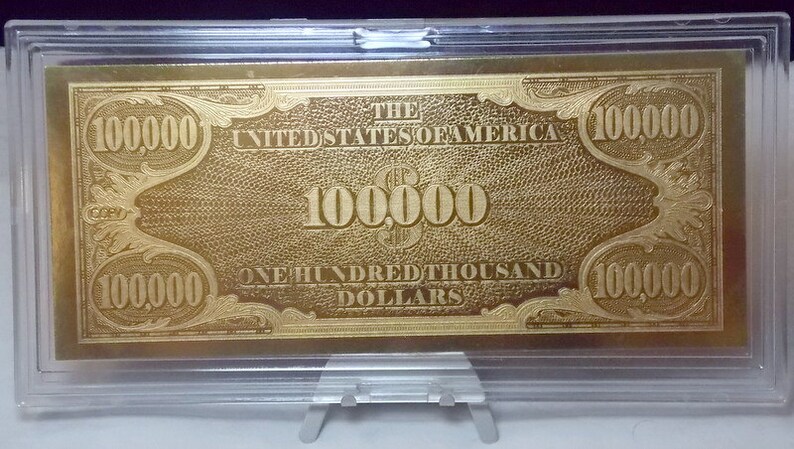 100,000
THE
100,000
UNITED STATES OF AMERICA
COPY
$
100,000
ONE HUNDRED THOUSAND
100,000
DOLLARS
100,000